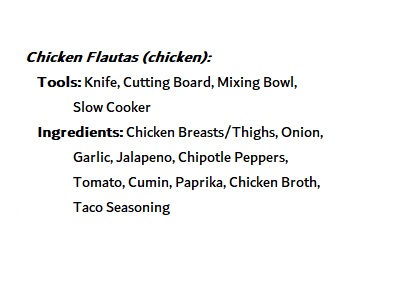 Chicken Flautas (chicken):
Tools: Knife, Cutting Board, Mixing Bowl,
Slow Cooker
Ingredients: Chicken Breasts/Thighs, Onion,
Garlic, Jalapeno, Chipotle Peppers,
Tomato, Cumin, Paprika, Chicken Broth,
Taco Seasoning